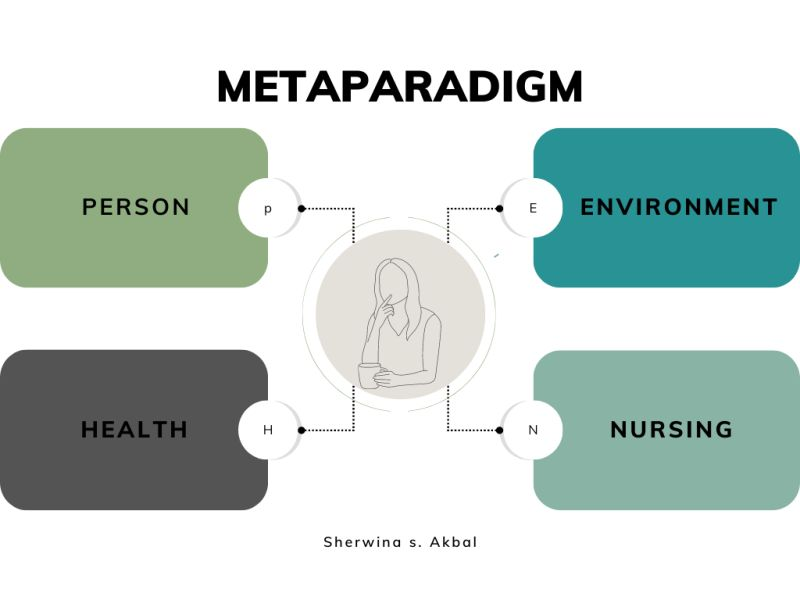 METAPARADIGM
PERSON
p
E
ENVIRONMENT
HEALTH
H
N
NURSING
Sherwina s. Akbal